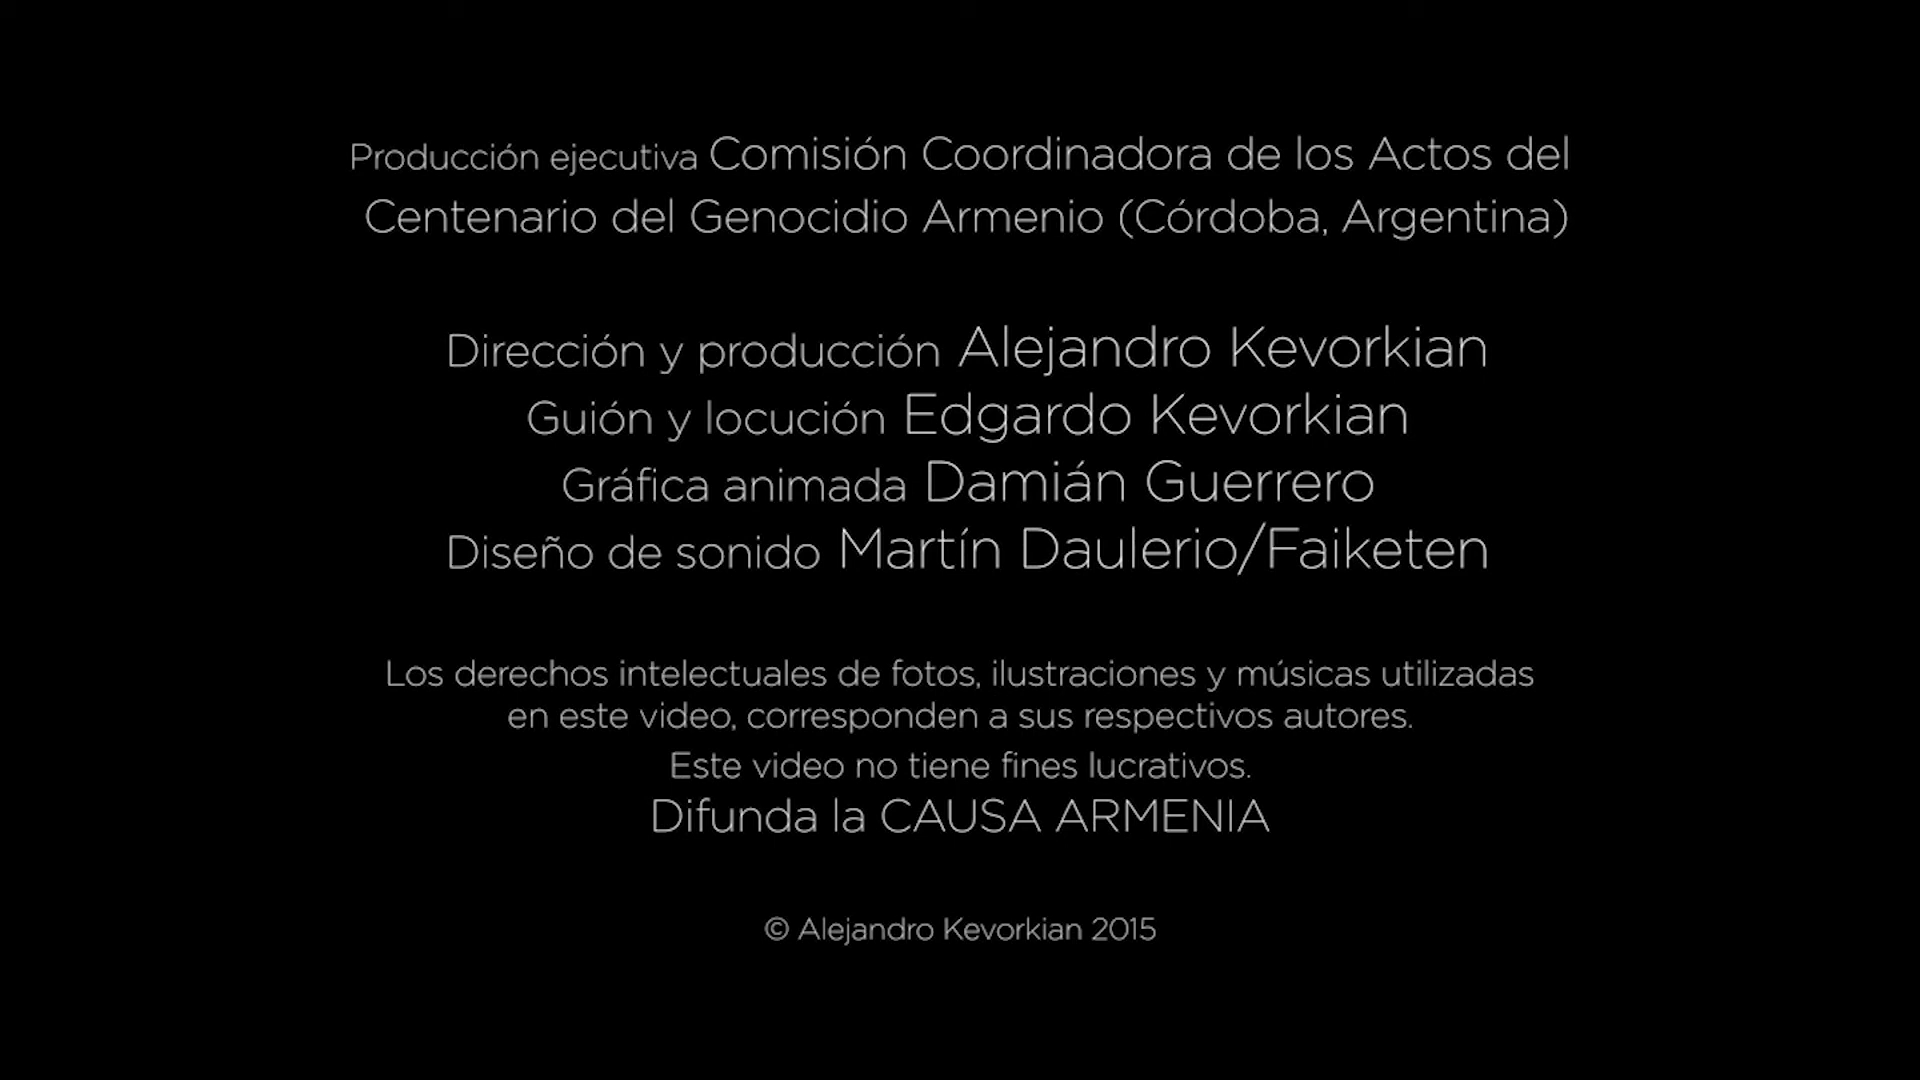 Producción ejecutiva Comisión Coordinadora de los Actos del
Centenario del Genocidio Armenio (Córdoba, Argentina)
Dirección y producción Alejandro Kevorkian
Guión y locución Edgardo Kevorkian
Gráfica animada Damián Guerrero
Diseño de sonido Martín Daulerio/Faiketen
Los derechos intelectuales de fotos, ilustraciones y músicas utilizadas
en este video, corresponden a sus respectivos autores.
Este video no tiene fines lucrativos.
Difunda la CAUSA ARMENIA
© Alejandro Kevorkian 2015